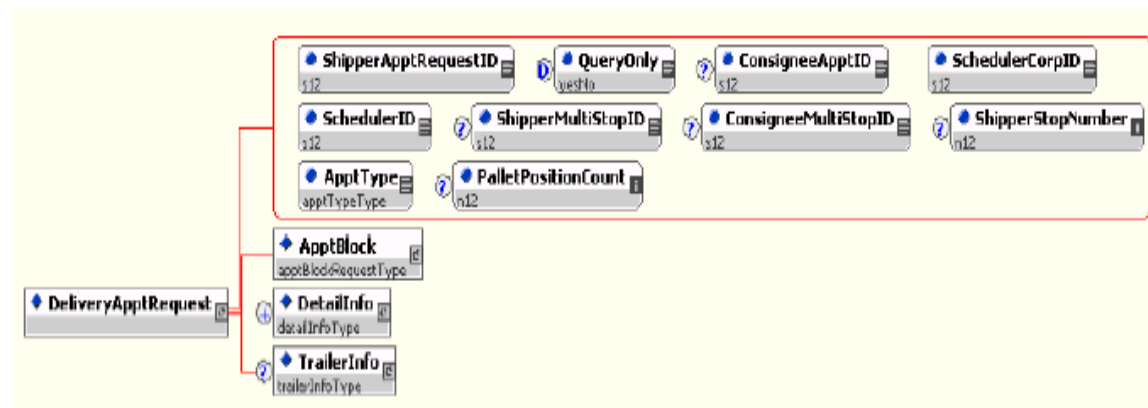 ShipperApptRequestID
s12
D
QueryOnly
yesNo
?
ConsigneeApptID
s12
SchedulerCorpID
s12
SchedulerID
s12
?
ShipperMultiStopID
s12
?
ConsigneeMultiStopID
s12
?
ShipperStopNumber
n12
ApptType
apptTypeType
?
PalletPositionCount
n12
ApptBlock
apptBlockRequestType
DeliveryApptRequest
+
DetailInfo
detailInfoType
?
TrailerInfo
trailerInfoType